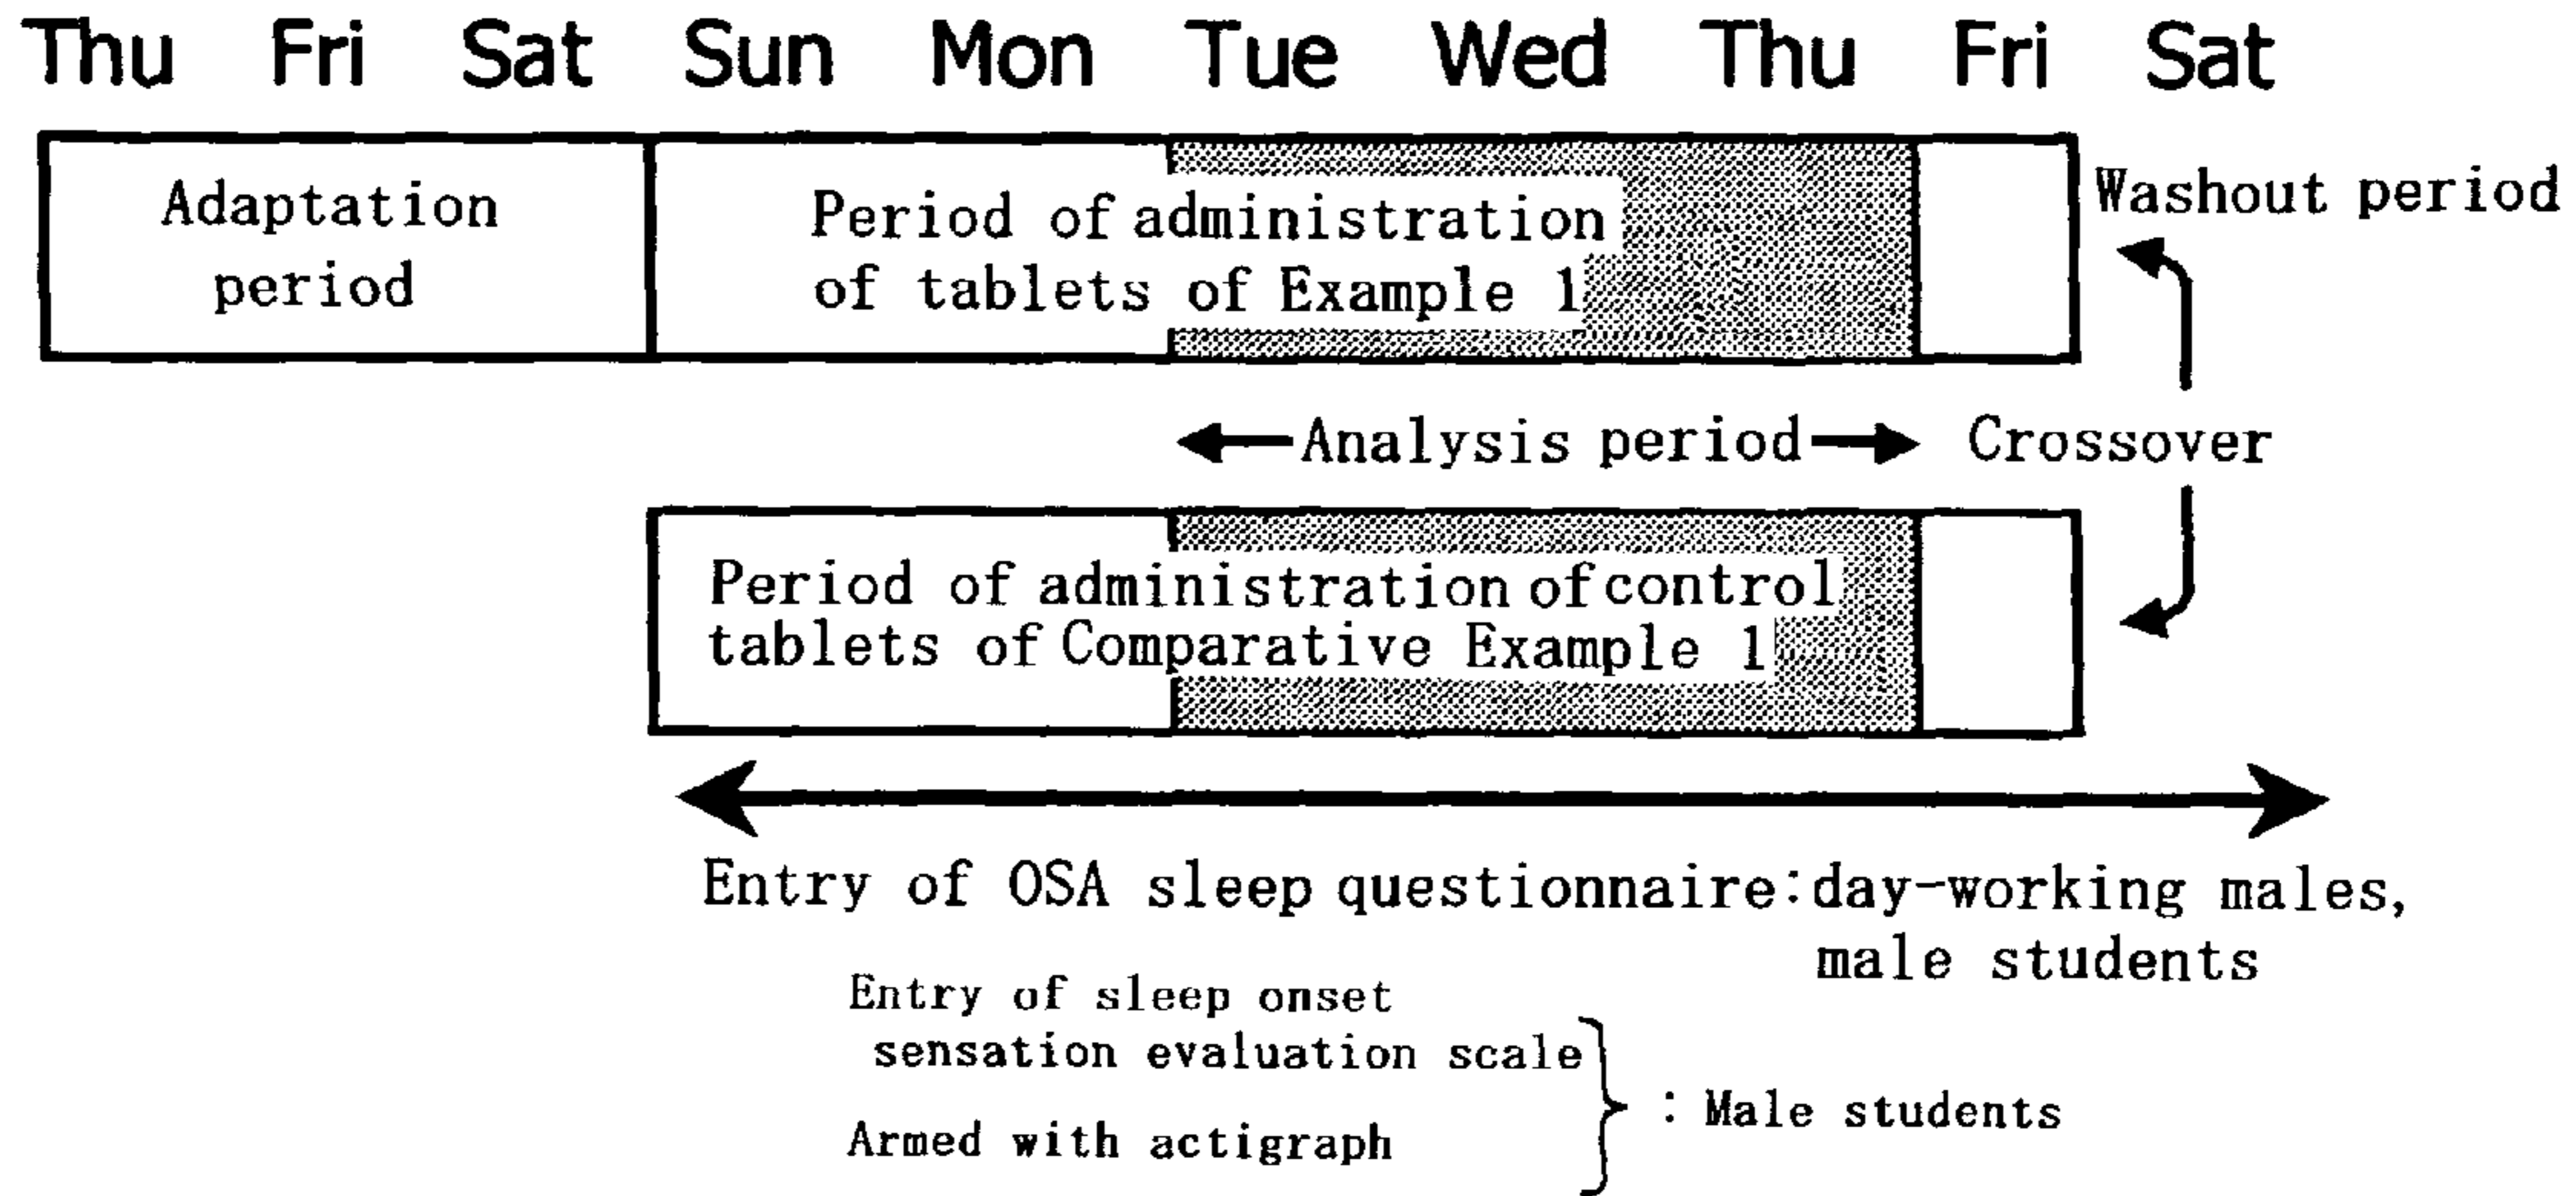 Thu Fri Sat Sun Mon Tue Wed Thu Fri Sat
Adaptation
period
Period of administration
of tablets of Example 1
Washout period
Analysis period
Crossover
Period of administration of control
tablets of Comparative Example 1
Entry of OSA sleep questionnaire:day-working males,
male students
Entry of sleep onset
sensation evaluation scale
Armed with actigraph
: Male students